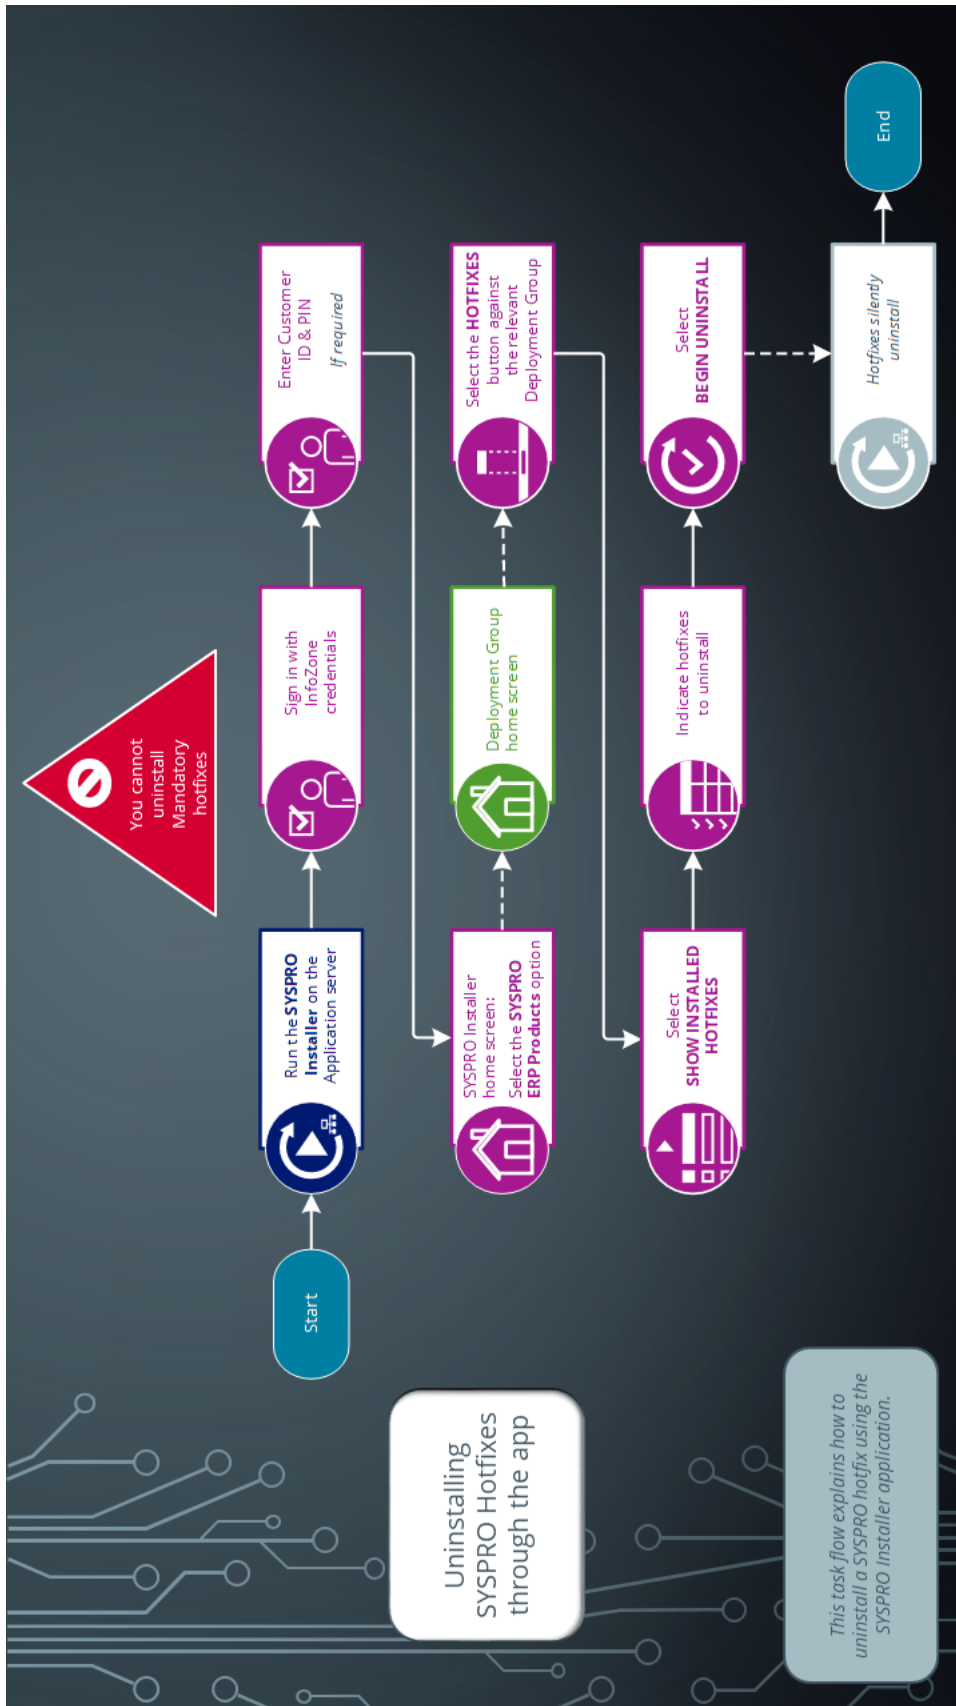 Uninstalling
SYSPRO Hotfixes
through the app
This task flow explains how to
uninstall a SYSPRO hotfix using the
SYSPRO Installer application.
You cannot
uninstall
Mandatory
hotfixes
Start
Run the SYSPRO
Installer on the
Application server
Sign in with
InfoZone
credentials
Enter Customer
ID & PIN
If required
SYSPRO Installer
home screen:
Select the SYSPRO
ERP Products option
Deployment Group
home screen
Select the HOTFIXES
button against
the relevant
Deployment Group
Select
SHOW INSTALLED
HOTFIXES
Indicate hotfixes
to uninstall
Select
BEGIN UNINSTALL
Hotfixes silently
uninstall
End